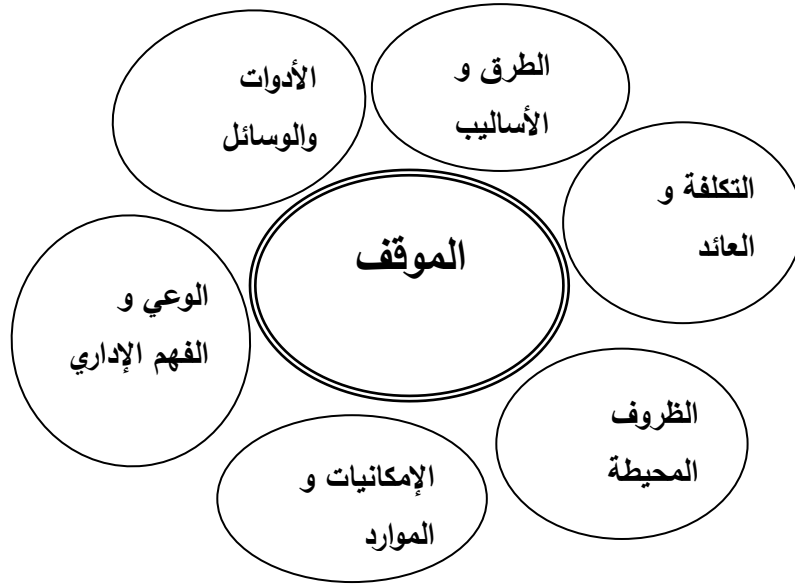 الأدوات
والوسائل
الطرق و
الأساليب
التكلفة و
العائد
الموقف
الوعي و
الفهم الإداري
الظروف
المحيطة
الإمكانيات و
الموارد